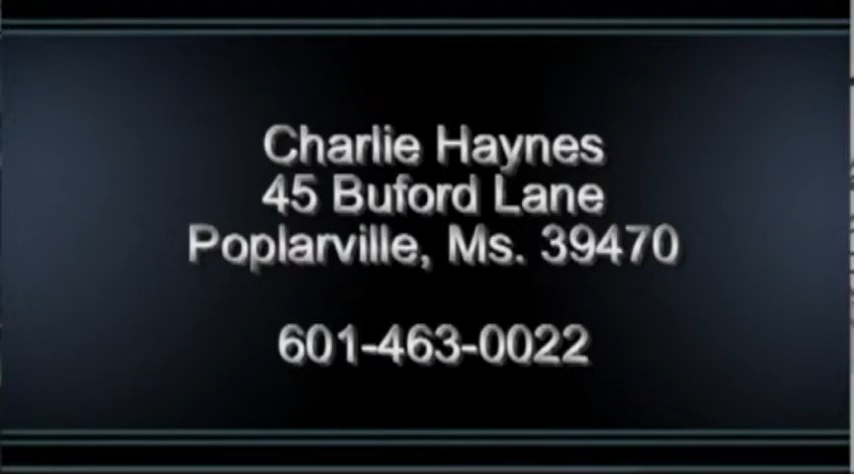 Charlie Haynes
45 Buford Lane
Poplarville, Ms. 39470
601-463-0022